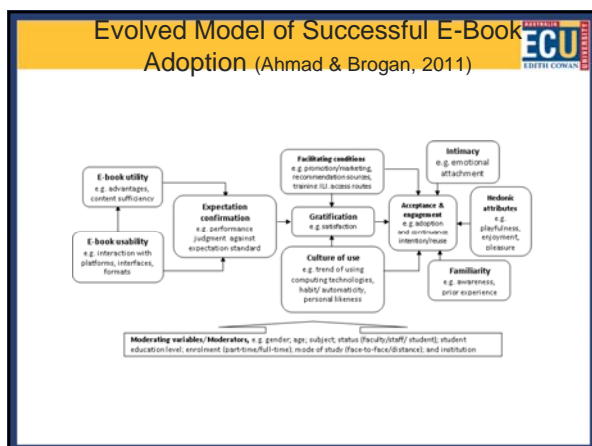 Evolved Model of Successful E-Book
Adoption (Ahmad & Brogan, 2011)
AUSTRALIA
ECU
EDITH COWAN
UNIVERSITY
E-book utility
e.g. advantages,
content sufficiency
E-book usability
e.g. interaction with
platforms, interfaces,
formats
Expectation
confirmation
e.g. performance
judgment against
expectation standard
Facilitating conditions
e.g. promotion/marketing,
recommendation sources,
training /ILI, access routes
Gratification
e.g. satisfaction
Culture of use
e.g. trend of using
computing technologies,
habit/ automaticity,
personal likeness
Acceptance &
engagement
e.g. adoption
and continuance
intention/reuse
Intimacy
e.g. emotional
attachment
Hedonic
attributes
e.g.
playfulness,
enjoyment,
pleasure
Familiarity
e.g. awareness,
prior experience
Moderating variables/Moderators, e.g. gender; age; subject; status (faculty/staff/ student); student
education level; enrolment (part-time/full-time); mode of study (face-to-face/distance); and institution